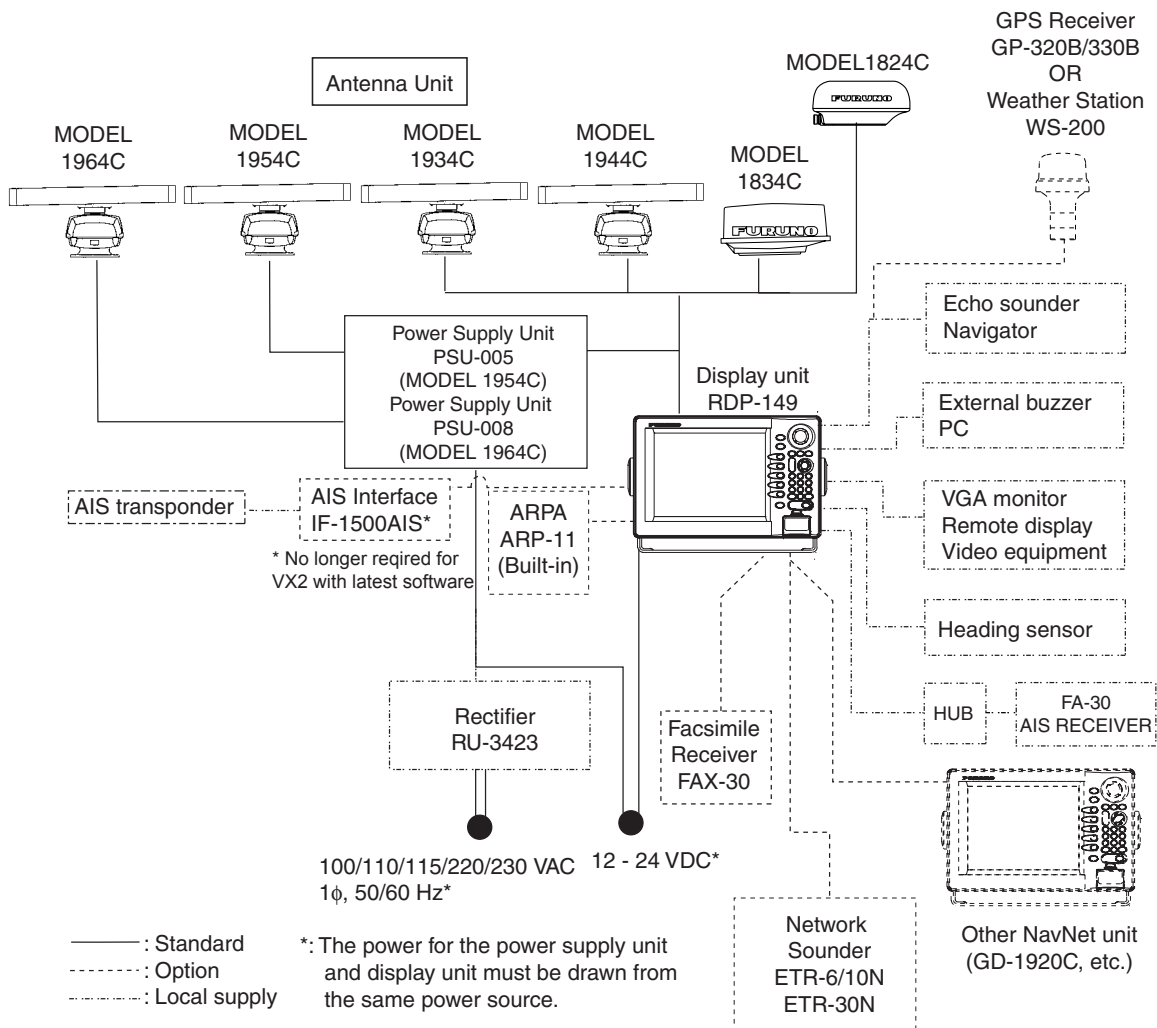 GPS Receiver
GP-320B/330B
OR
Weather Station
WS-200
MODEL1824C
FURUNO
Antenna Unit
MODEL
1964C
MODEL
1954C
MODEL
1934C
MODEL
1944C
MODEL
1834C
FURUNO
Echo sounder
Navigator
Power Supply Unit
PSU-005
(MODEL 1954C)
Power Supply Unit
PSU-008
(MODEL 1964C)
Display unit
RDP-149
FURUNO
External buzzer
PC
AIS transponder
AIS Interface
IF-1500AIS*
* No longer reqired for
VX2 with latest software
ARPA
ARP-11
(Built-in)
VGA monitor
Remote display
Video equipment
Heading sensor
Rectifier
RU-3423
Facsimile
Receiver
FAX-30
HUB
FA-30
AIS RECEIVER
FURUNO
100/110/115/220/230 VAC
1ϕ, 50/60 Hz*
12 - 24 VDC*
Network
Sounder
ETR-6/10N
ETR-30N
Other NavNet unit
(GD-1920C, etc.)
: Standard
: Option
: Local supply
*: The power for the power supply unit
and display unit must be drawn from
the same power source.